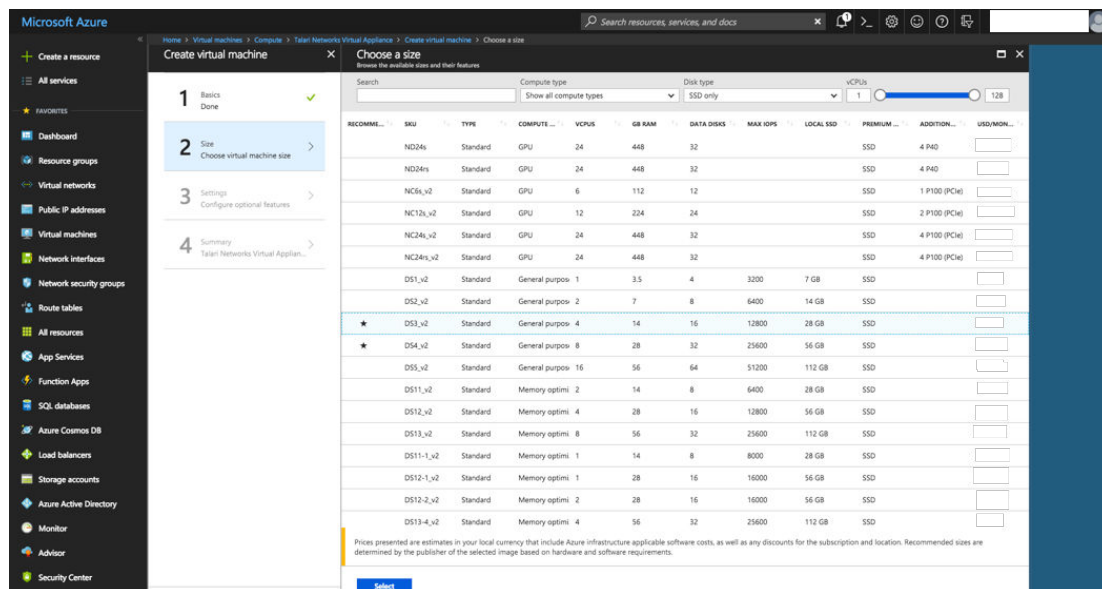 Microsoft Azure
Search resources, services, and docs
Home > Virtual machines > Compute > Talari Networks Virtual Appliance > Create virtual machine > Choose a size
Create a resource
All services
FAVORITES
Dashboard
Resource groups
Virtual networks
Public IP addresses
Virtual machines
Network interfaces
Network security groups
Route tables
All resources
App Services
Function Apps
SQL databases
Azure Cosmos DB
Load balancers
Storage accounts
Azure Active Directory
Monitor
Advisor
Security Center
Create virtual machine
1 Basics
Done
2 Size
Choose virtual machine size
3 Settings
Configure optional features
4 Summary
Talari Networks Virtual Applian...
Choose a size
Browse the available sizes and their features
Search Compute type Disk type vCPUs
Show all compute types SSD only 1 128
RECOMME... SKU TYPE COMPUTE ... VCPUS GB RAM DATA DISKS MAX IOPS LOCAL SSD PREMIUM ... ADDITION... USD/MON...
ND24s Standard GPU 24 448 32 SSD 4 P40
ND24rs Standard GPU 24 448 32 SSD 4 P40
NC6s_v2 Standard GPU 6 112 12 SSD 1 P100 (PCIe)
NC12s_v2 Standard GPU 12 224 24 SSD 2 P100 (PCIe)
NC24s_v2 Standard GPU 24 448 32 SSD 4 P100 (PCIe)
NC24rs_v2 Standard GPU 24 448 32 SSD 4 P100 (PCIe)
DS1_v2 Standard General purpos 1 3.5 4 3200 7 GB SSD
DS2_v2 Standard General purpos 2 7 8 6400 14 GB SSD
★ DS3_v2 Standard General purpos 4 14 16 12800 28 GB SSD
★ DS4_v2 Standard General purpos 8 28 32 25600 56 GB SSD
DS5_v2 Standard General purpos 16 56 64 51200 112 GB SSD
DS11_v2 Standard Memory optimi 2 14 8 6400 28 GB SSD
DS12_v2 Standard Memory optimi 4 28 16 12800 56 GB SSD
DS13_v2 Standard Memory optimi 8 56 32 25600 112 GB SSD
DS11-1_v2 Standard Memory optimi 1 14 8 8000 28 GB SSD
DS12-1_v2 Standard Memory optimi 1 28 16 16000 56 GB SSD
DS12-2_v2 Standard Memory optimi 2 28 16 16000 56 GB SSD
DS13-4_v2 Standard Memory optimi 4 56 32 25600 112 GB SSD
Prices presented are estimates in your local currency that include Azure infrastructure applicable software costs, as well as any discounts for the subscription and location. Recommended sizes are
determined by the publisher of the selected image based on hardware and software requirements.
Select